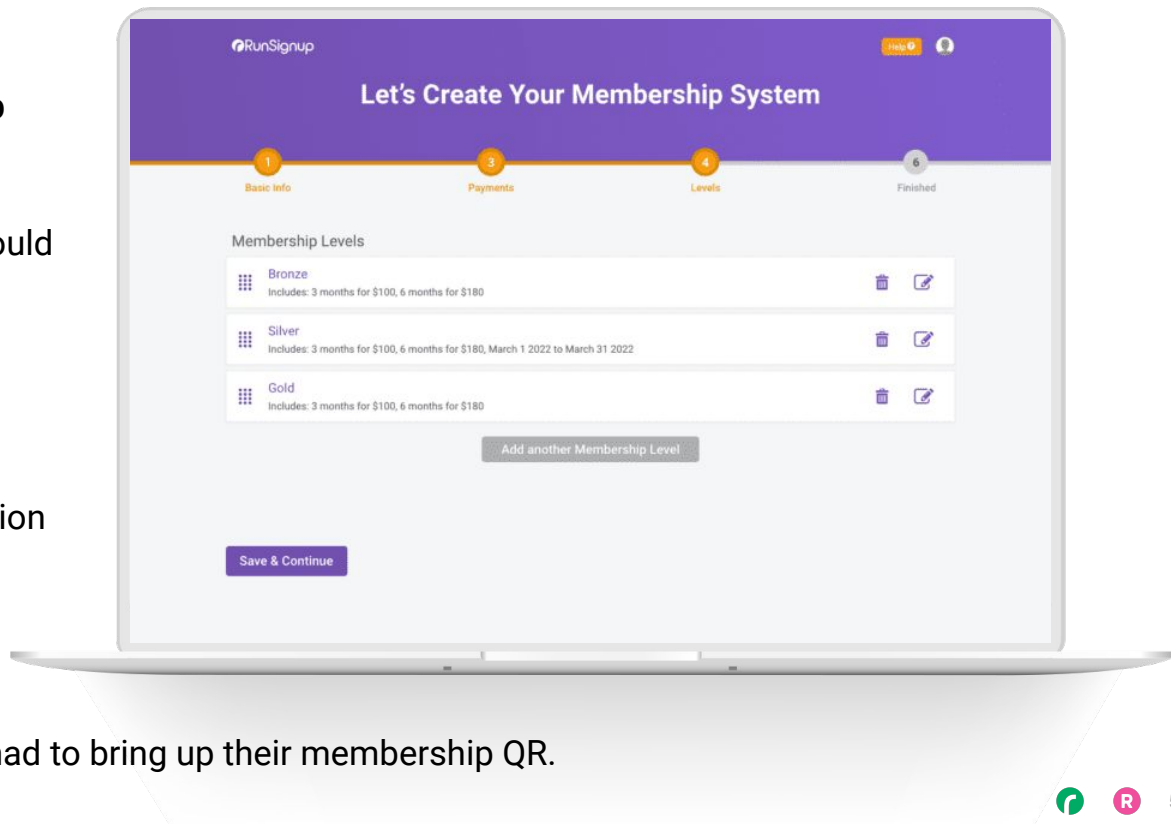 RunSignup
Help ?
Let's Create Your Membership System
1
3
4
6
Basic Info
Payments
Levels
Finished
ould
Membership Levels
Bronze
Includes: 3 months for $100, 6 months for $180
Silver
Includes: 3 months for $100, 6 months for $180, March 1 2022 to March 31 2022
Gold
Includes: 3 months for $100, 6 months for $180
Add another Membership Level
ion
Save & Continue
had to bring up their membership QR.
R